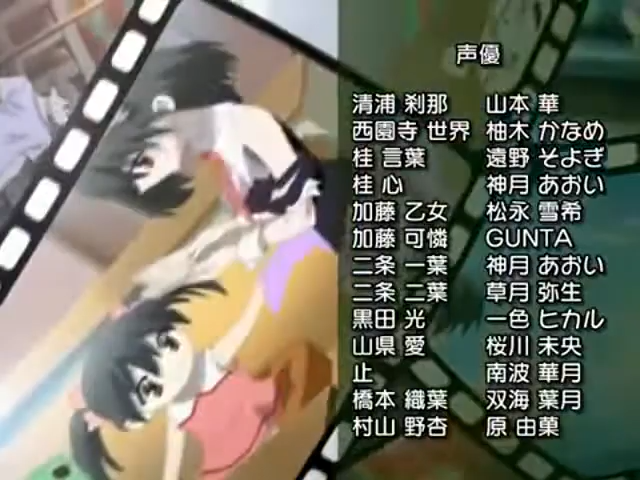 声優
清浦 刹那 山本 華
西園寺 世界 柚木 かなめ
桂 言葉 遠野 そよぎ
桂 心 神月 あおい
加藤 乙女 松永 雪希
加藤 可憐 GUNTA
二条 一葉 神月 あおい
二条 二葉 草月 弥生
黒田 光 一色 ヒカル
山県 愛 桜川 未央
止 南波 華月
橋本 織葉 双海 葉月
村山 野杏 原 由菓